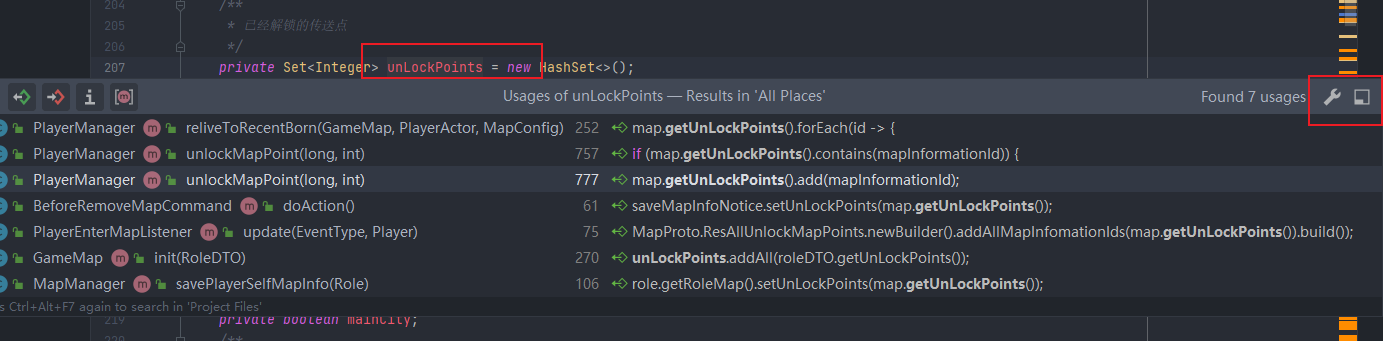 204 /**
205 * 已经解锁的传送点
206 */
207 private Set<Integer> unLockPoints = new HashSet<>();
Usages of unLockPoints — Results in 'All Places' Found 7 usages
PlayerManager m reliveToRecentBorn(GameMap, PlayerActor, MapConfig) 252 map.getUnLockPoints().forEach(id -> {
PlayerManager m unlockMapPoint(long, int) 757 if (map.getUnLockPoints().contains(mapInformationId)) {
PlayerManager m unlockMapPoint(long, int) 777 map.getUnLockPoints().add(mapInformationId);
BeforeRemoveMapCommand m doAction() 61 saveMapInfoNotice.setUnLockPoints(map.getUnLockPoints());
PlayerEnterMapListener m update(EventType, Player) 75 MapProto.ResAllUnlockMapPoints.newBuilder().addAllMapInfomationIds(map.getUnLockPoints()).build());
GameMap m init(RoleDTO) 270 unLockPoints.addAll(roleDTO.getUnLockPoints());
MapManager m savePlayerSelfMapInfo(Role) 106 role.getRoleMap().setUnLockPoints(map.getUnLockPoints());
s Ctrl+Alt+F7 again to search in 'Project Files'
219 private boolean mainCity;
/**